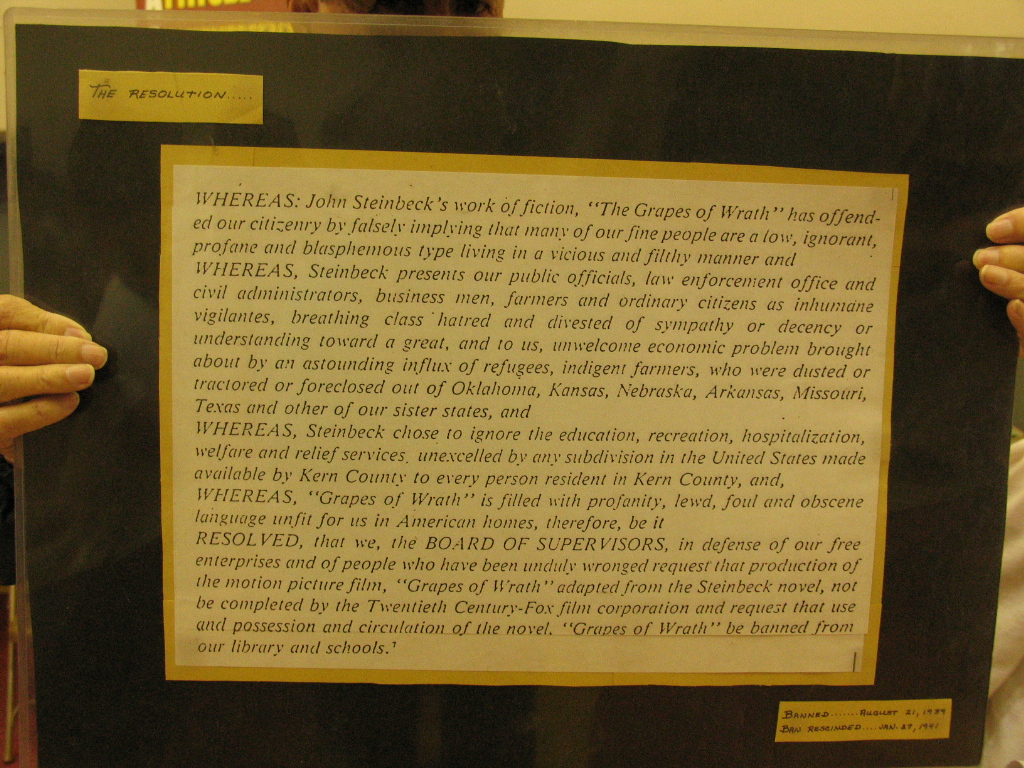 THE RESOLUTION.....
WHEREAS: John Steinbeck's work of fiction, "The Grapes of Wrath" has offend-
ed our citizenry by falsely implying that many of our fine people are a low, ignorant,
profane and blasphemous type living in a vicious and filthy manner and
WHEREAS, Steinbeck presents our public officials, law enforcement office and
civil administrators, business men, farmers and ordinary citizens as inhumane
vigilantes, breathing class hatred and divested of sympathy or decency or
understanding toward a great, and to us, unwelcome economic problem brought
about by an astounding influx of refugees, indigent farmers, who were dusted or
tractored or foreclosed out of Oklahoma, Kansas, Nebraska, Arkansas, Missouri,
Texas and other of our sister states, and
WHEREAS, Steinbeck chose to ignore the education, recreation, hospitalization,
welfare and relief services, unexcelled by any subdivision in the United States made
available by Kern County to every person resident in Kern County, and,
WHEREAS, "Grapes of Wrath" is filled with profanity, lewd, foul and obscene
language unfit for us in American homes, therefore, be it
RESOLVED, that we, the BOARD OF SUPERVISORS, in defense of our free
enterprises and of people who have been unduly wronged request that production of
the motion picture film, "Grapes of Wrath" adapted from the Steinbeck novel, not
be completed by the Twentieth Century-Fox film corporation and request that use
and possession and circulation of the novel, "Grapes of Wrath" be banned from
our library and schools.⁷
BANNED.......AUGUST 21, 1939
BAN RESCINDED....JAN. 27, 1941